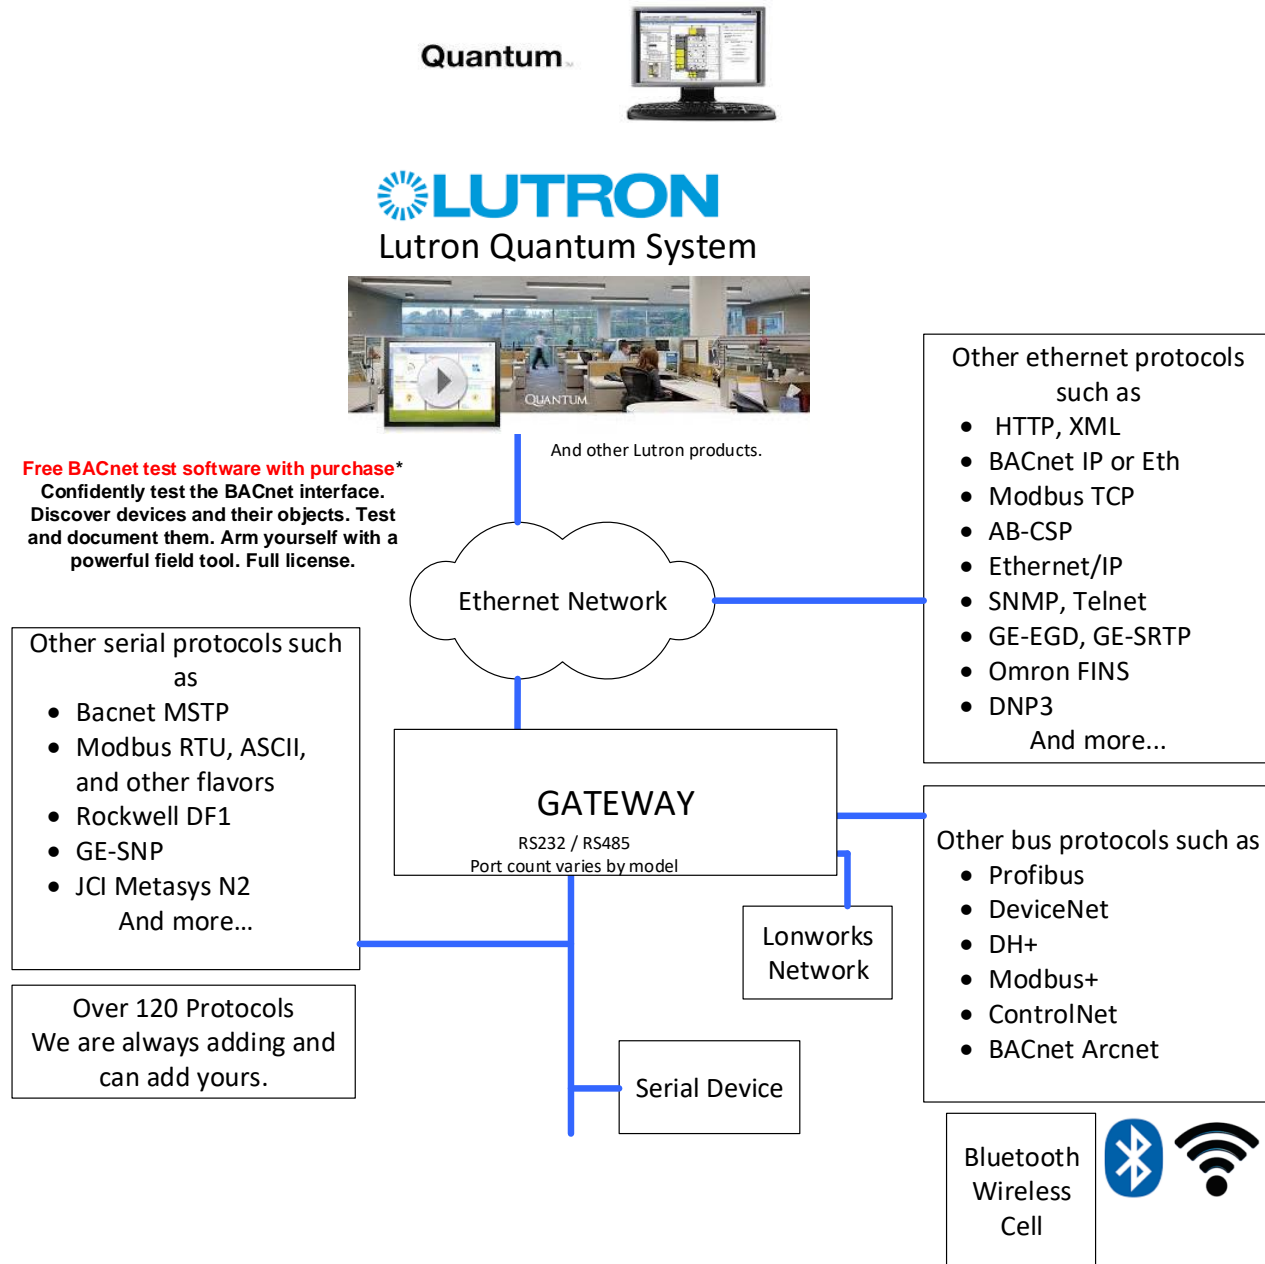 Quantum
LUTRON
Lutron Quantum System
QUANTUM
And other Lutron products.
Free BACnet test software with purchase*
Confidently test the BACnet interface.
Discover devices and their objects. Test
and document them. Arm yourself with a
powerful field tool. Full license.
Ethernet Network
Other ethernet protocols
such as
• HTTP, XML
• BACnet IP or Eth
• Modbus TCP
• AB-CSP
• Ethernet/IP
• SNMP, Telnet
• GE-EGD, GE-SRTP
• Omron FINS
• DNP3
And more...
Other serial protocols such
as
• Bacnet MSTP
• Modbus RTU, ASCII,
and other flavors
• Rockwell DF1
• GE-SNP
• JCI Metasys N2
And more...
GATEWAY
RS232 / RS485
Port count varies by model
Other bus protocols such as
• Profibus
• DeviceNet
• DH+
• Modbus+
• ControlNet
• BACnet Arcnet
Lonworks
Network
Over 120 Protocols
We are always adding and
can add yours.
Serial Device
Bluetooth
Wireless
Cell